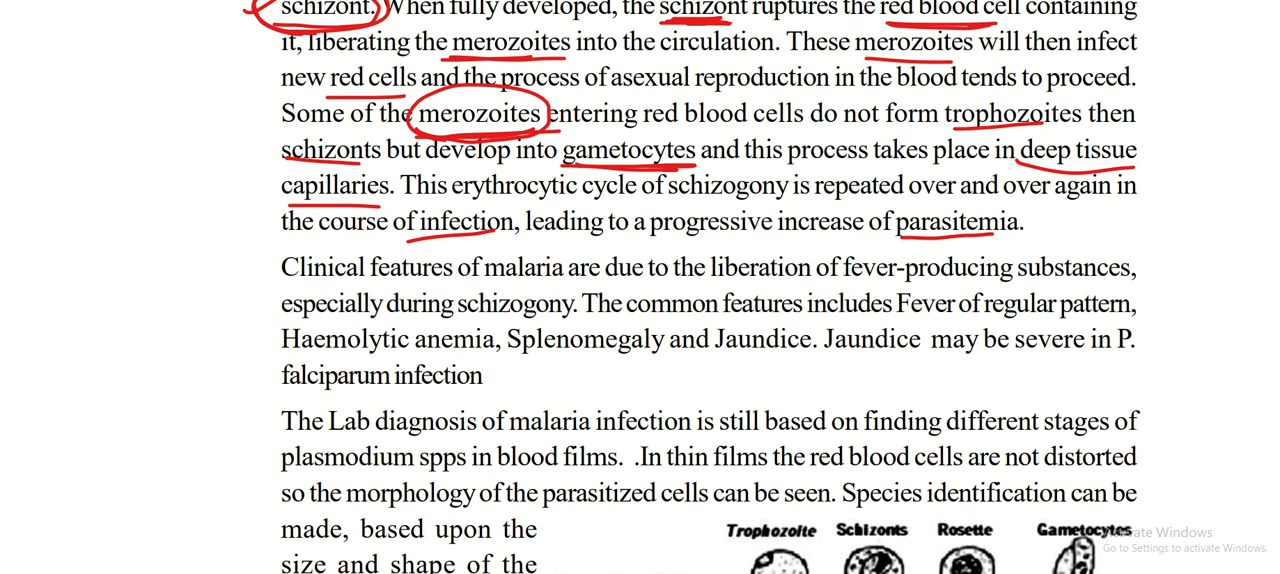 schizont. When fully developed, the schizont ruptures the red blood cell containing
it, liberating the merozoites into the circulation. These merozoites will then infect
new red cells and the process of asexual reproduction in the blood tends to proceed.
Some of the merozoites entering red blood cells do not form trophozoites then
schizonts but develop into gametocytes and this process takes place in deep tissue
capillaries. This erythrocytic cycle of schizogony is repeated over and over again in
the course of infection, leading to a progressive increase of parasitemia.
Clinical features of malaria are due to the liberation of fever-producing substances,
especially during schizogony. The common features includes Fever of regular pattern,
Haemolytic anemia, Splenomegaly and Jaundice. Jaundice may be severe in P.
falciparum infection
The Lab diagnosis of malaria infection is still based on finding different stages of
plasmodium spps in blood films. .In thin films the red blood cells are not distorted
so the morphology of the parasitized cells can be seen. Species identification can be
made, based upon the
size and shape of the
Trophozoite Schizonts Rosette Gametocytes
Activate Windows
Go to Settings to activate Windows.